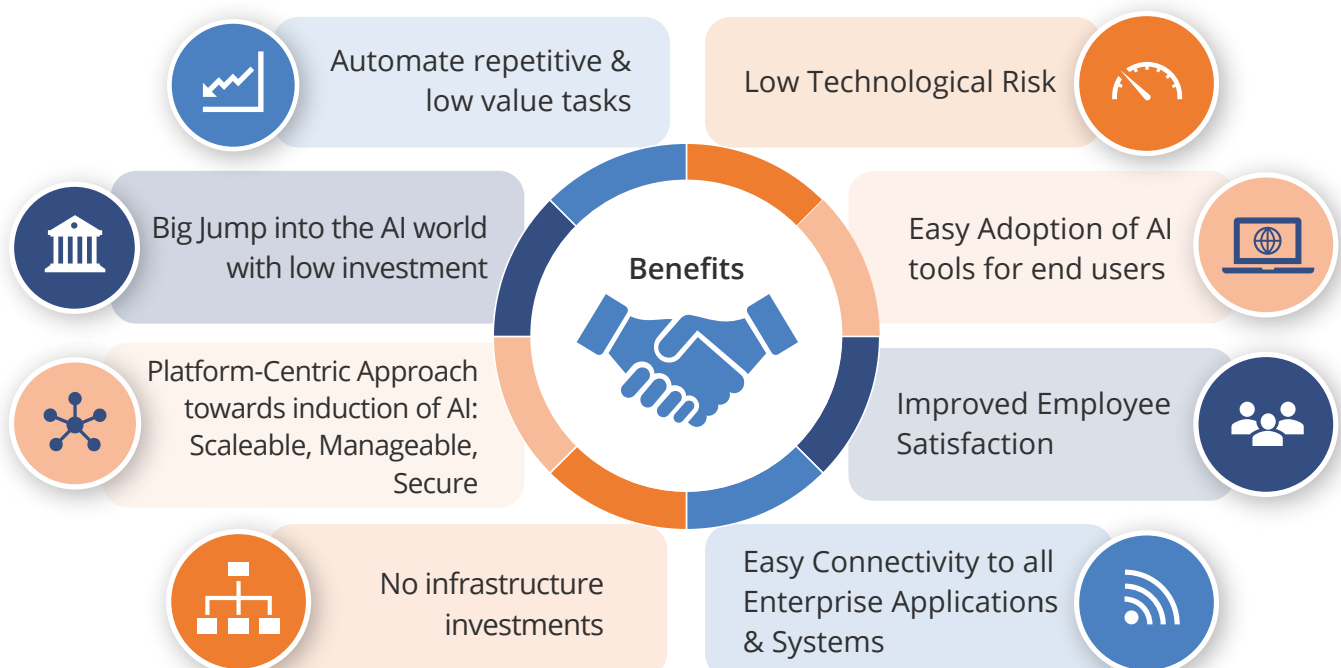 Automate repetitive &
low value tasks
Low Technological Risk
Big Jump into the AI world
with low investment
Benefits
Easy Adoption of AI
tools for end users
Platform-Centric Approach
towards induction of AI:
Scaleable, Manageable,
Secure
Improved Employee
Satisfaction
No infrastructure
investments
Easy Connectivity to all
Enterprise Applications
& Systems